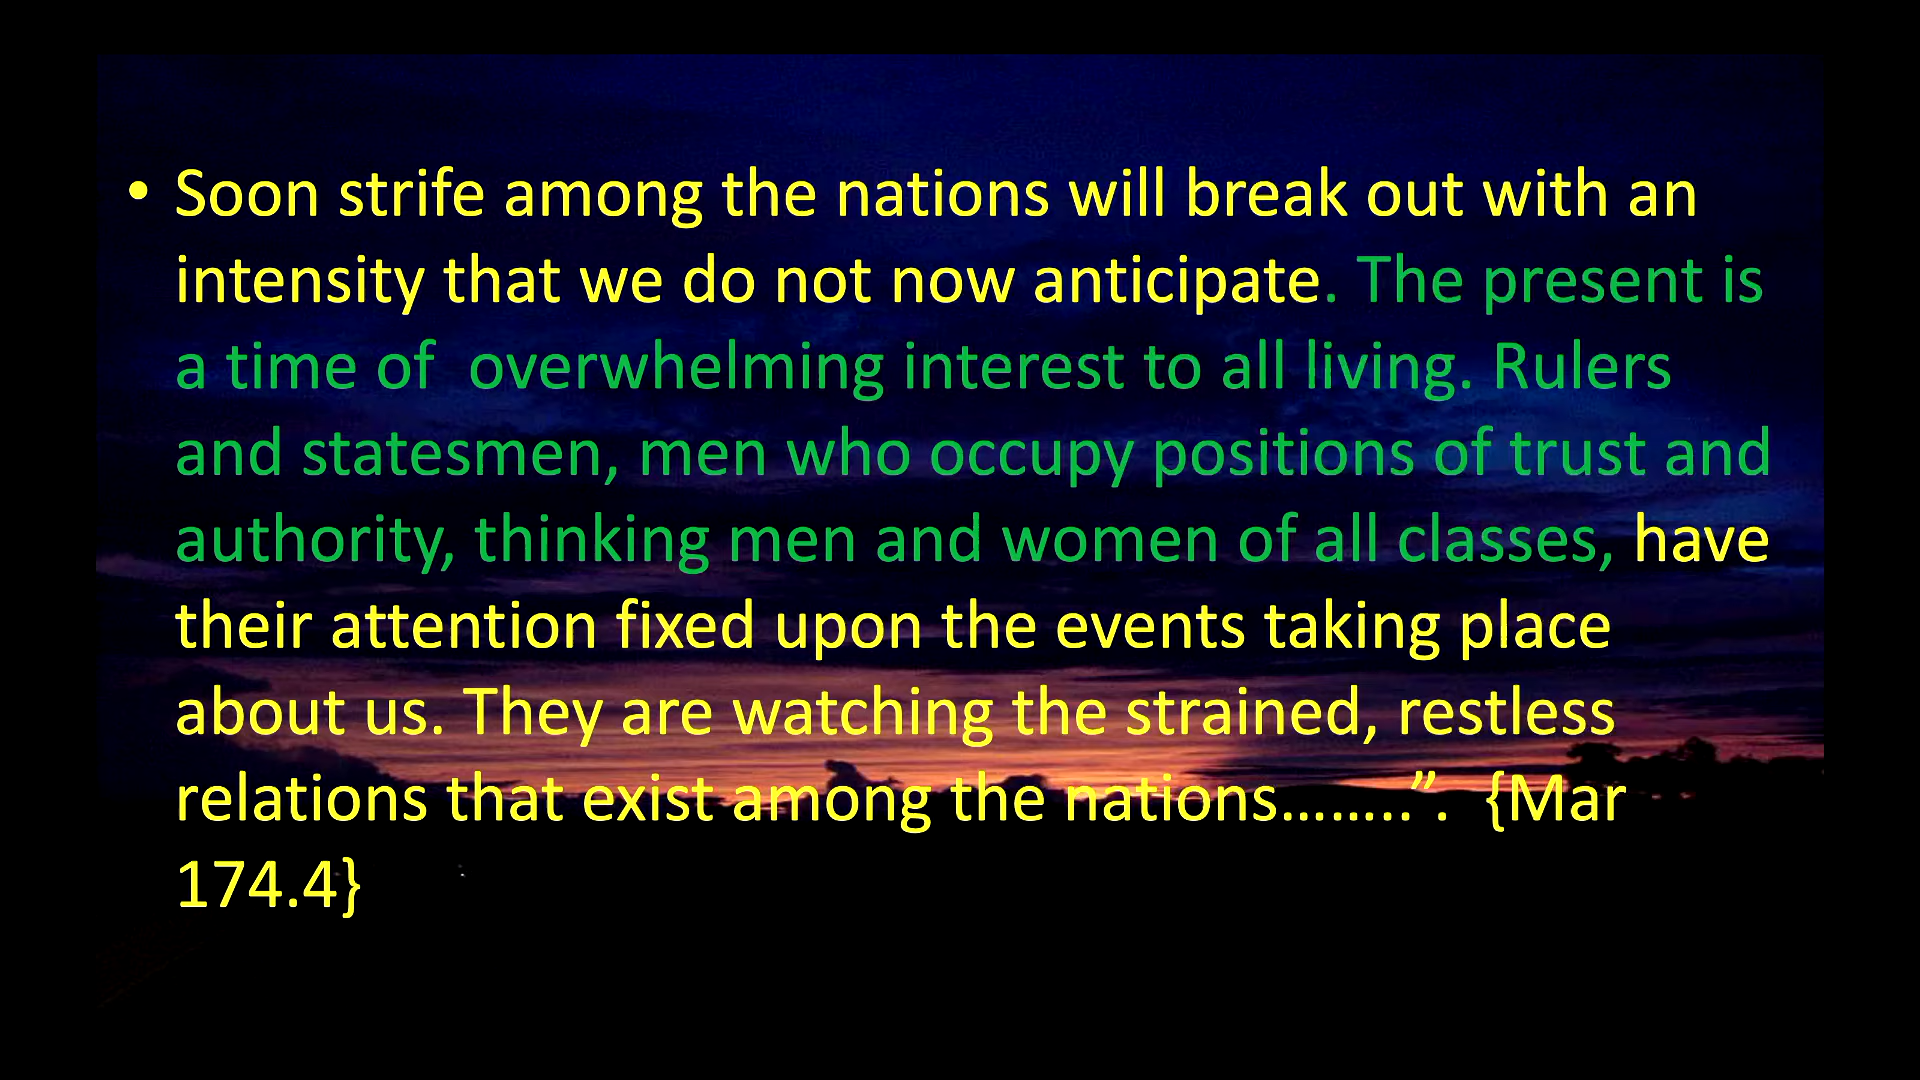 • Soon strife among the nations will break out with an
intensity that we do not now anticipate. The present is
a time of  overwhelming interest to all living. Rulers
and statesmen, men who occupy positions of trust and
authority, thinking men and women of all classes, have
their attention fixed upon the events taking place
about us. They are watching the strained, restless
relations that exist among the nations……..”.  {Mar
174.4}